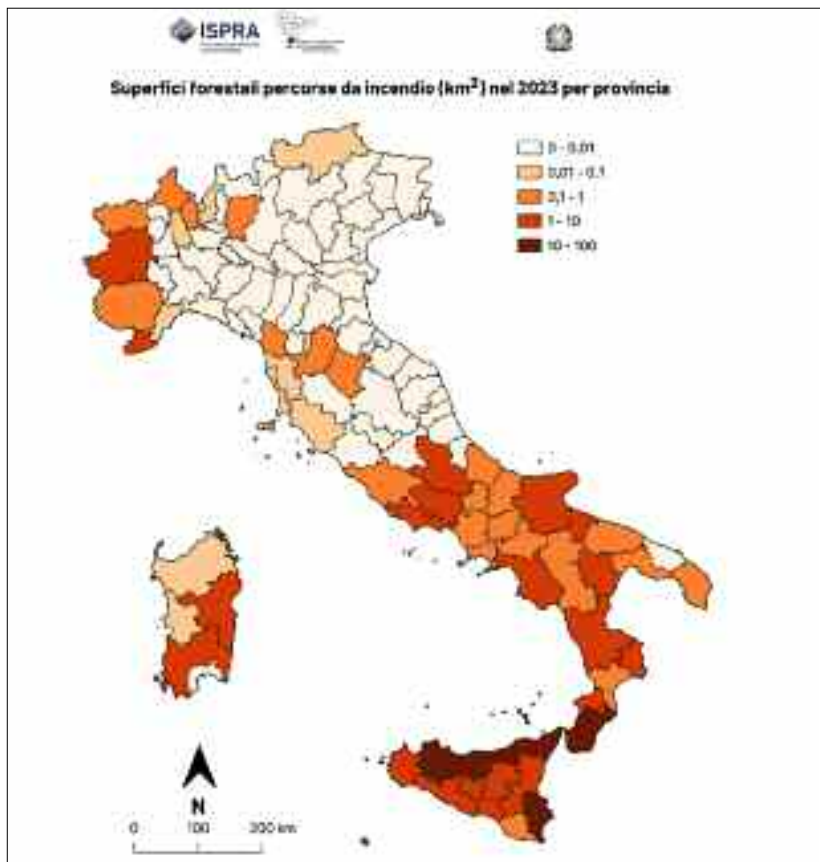 ISPRA
Superfici forestali percorse da incendio (km²) nel 2023 per provincia
0 - 0,01
0,01 - 0,1
0,1 - 1
1 - 10
10 - 100
N
0 100 200 km